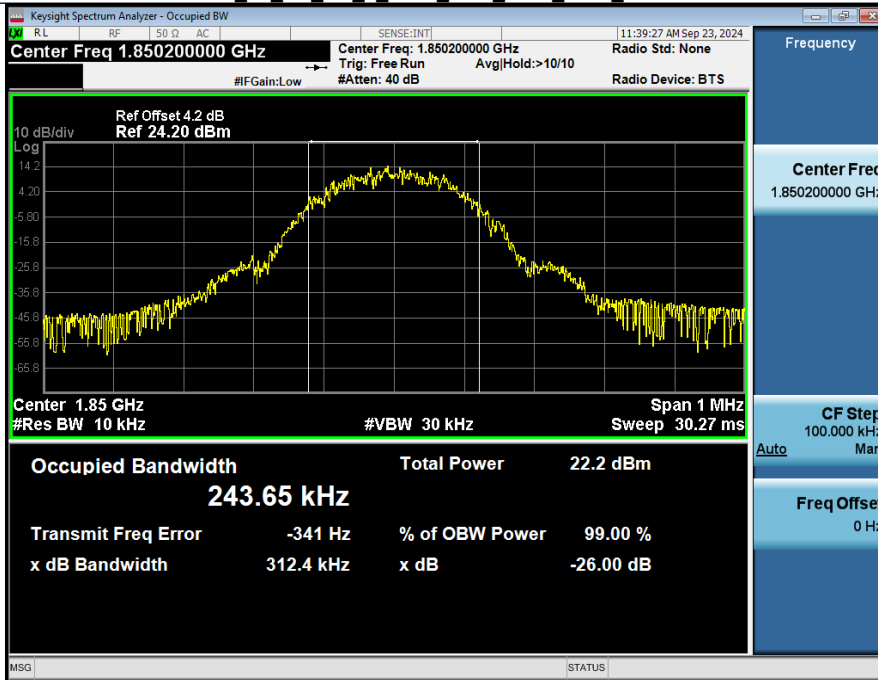 Keysight Spectrum Analyzer - Occupied BW
LXI RL RF 50 Ω AC SENSE:INT 11:39:27 AM Sep 23, 2024
Center Freq 1.850200000 GHz
Center Freq: 1.850200000 GHz
Radio Std: None
Trig: Free Run Avg|Hold:>10/10
#IFGain:Low
#Atten: 40 dB
Radio Device: BTS
Ref Offset 4.2 dB
10 dB/div Ref 24.20 dBm
Log
14.2
4.20
-5.80
-15.8
-25.8
-35.8
-45.8
-55.8
-65.8
Center 1.85 GHz Span 1 MHz
#Res BW 10 kHz #VBW 30 kHz Sweep 30.27 ms
Occupied Bandwidth Total Power 22.2 dBm
243.65 kHz
Transmit Freq Error -341 Hz % of OBW Power 99.00 %
x dB Bandwidth 312.4 kHz x dB -26.00 dB
MSG STATUS
Frequency
Center Freq
1.850200000 GHz
CF Step
100.000 kHz
Auto Man
Freq Offset
0 Hz